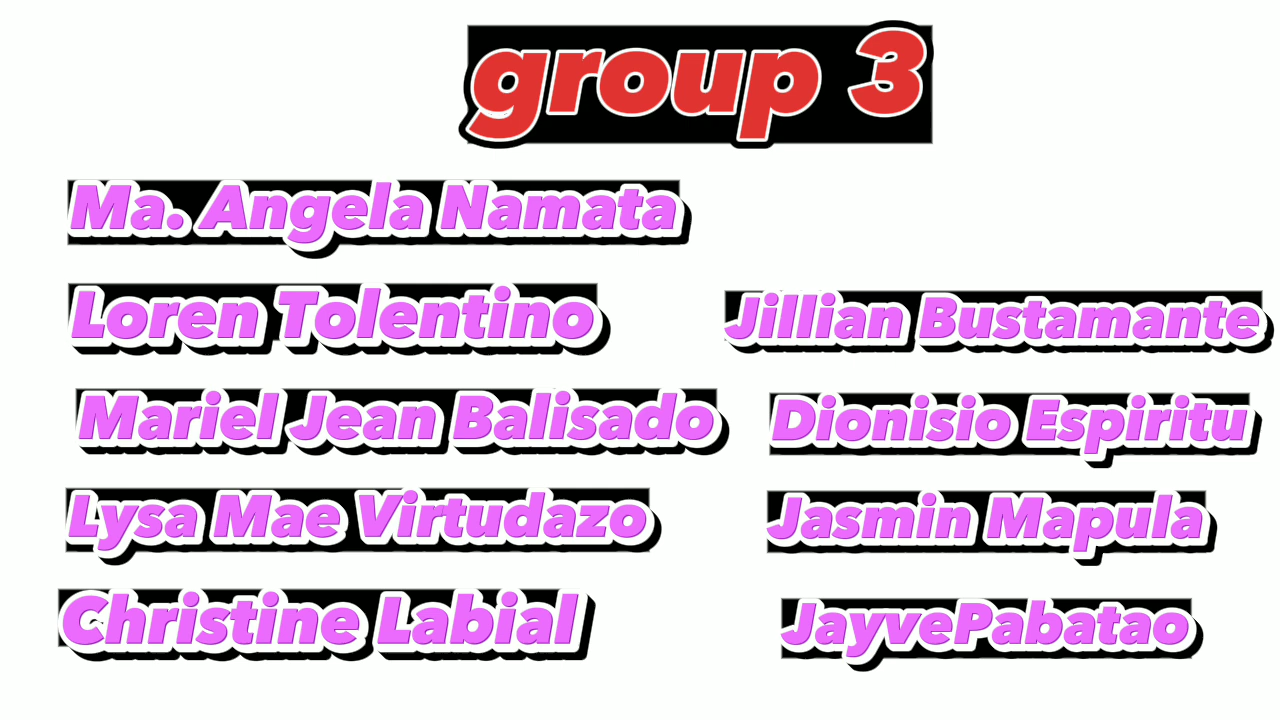 group 3
Ma. Angela Namata
Loren Tolentino
Mariel Jean Balisado
Lysa Mae Virtudazo
Christine Labial
Jillian Bustamante
Dionisio Espiritu
Jasmin Mapula
JayvePabatao